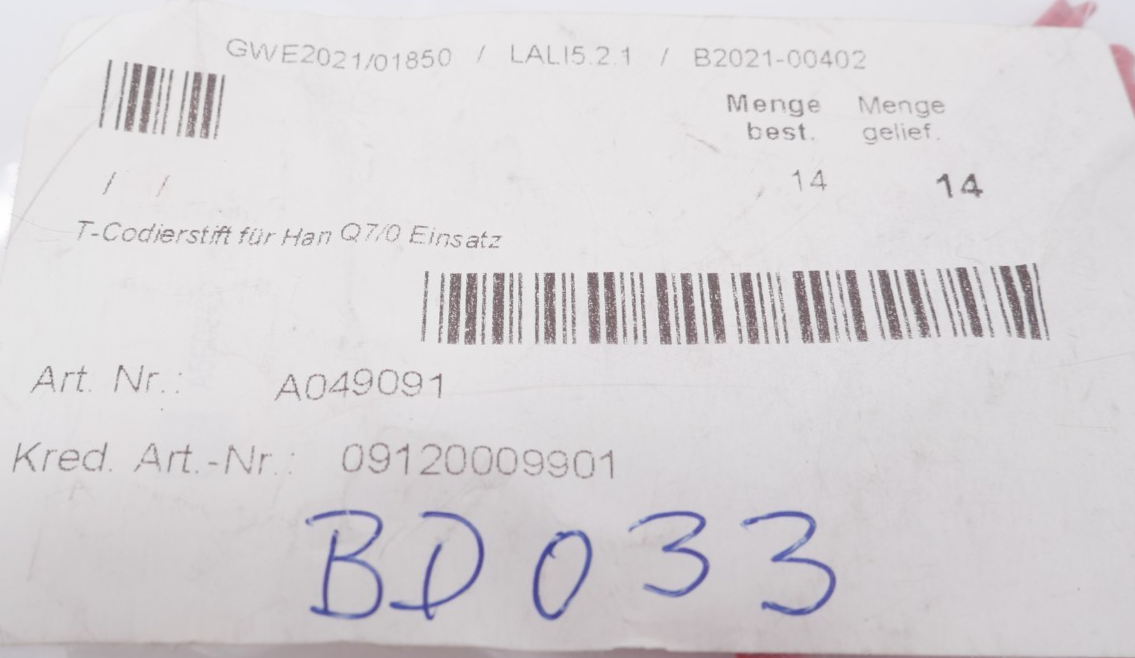 GWE2021/01850 / LALI5.2.1 / B2021-00402
Menge best. Menge gelief.
/ / 14 14
T-Codierstift für Han Q7/0 Einsatz
Art. Nr.: A049091
Kred. Art.-Nr.: 09120009901
BD033